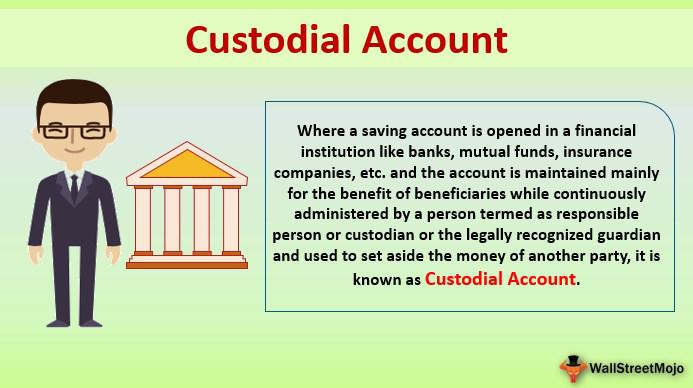 Custodial Account
Where a saving account is opened in a financial
institution like banks, mutual funds, insurance
companies, etc. and the account is maintained mainly
for the benefit of beneficiaries while continuously
administered by a person termed as responsible
person or custodian or the legally recognized guardian
and used to set aside the money of another party, it is
known as Custodial Account.
WallStreetMojo